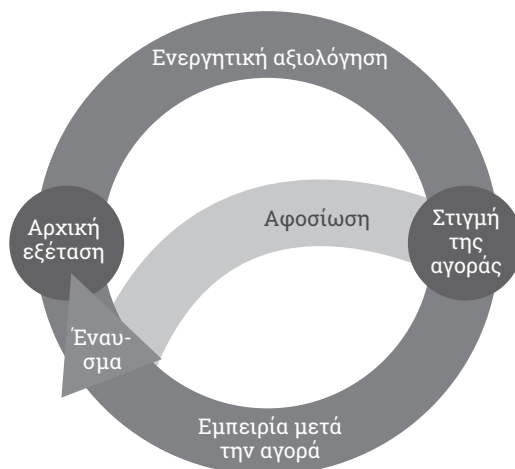 Ενεργητική αξιολόγηση
Αρχική
εξέταση
Αφοσίωση
Στιγμή
της
αγοράς
Έναυ-
σμα
Εμπειρία μετά
την αγορά